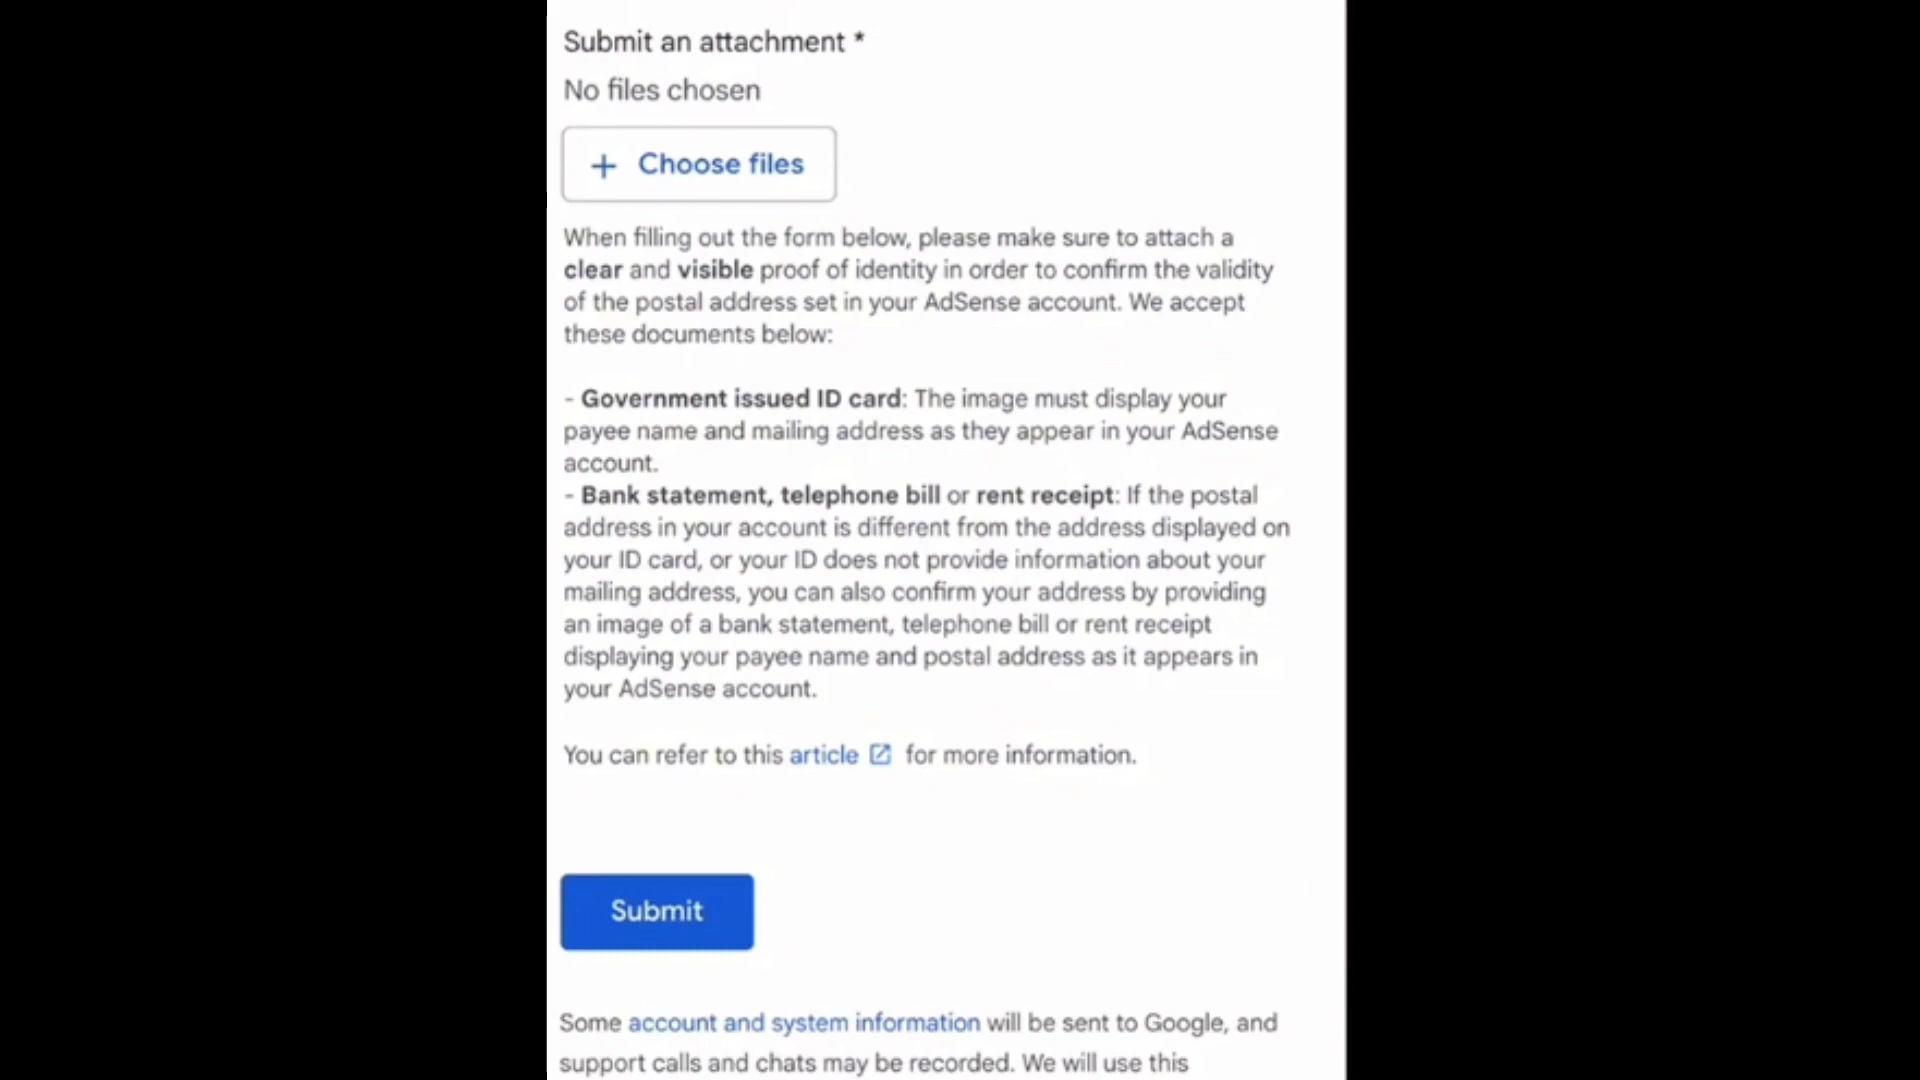 Submit an attachment *
No files chosen
+ Choose files
When filling out the form below, please make sure to attach a
clear and visible proof of identity in order to confirm the validity
of the postal address set in your AdSense account. We accept
these documents below:
- Government issued ID card: The image must display your
payee name and mailing address as they appear in your AdSense
account.
- Bank statement, telephone bill or rent receipt: If the postal
address in your account is different from the address displayed on
your ID card, or your ID does not provide information about your
mailing address, you can also confirm your address by providing
an image of a bank statement, telephone bill or rent receipt
displaying your payee name and postal address as it appears in
your AdSense account.
You can refer to this article for more information.
Submit
Some account and system information will be sent to Google, and
support calls and chats may be recorded. We will use this